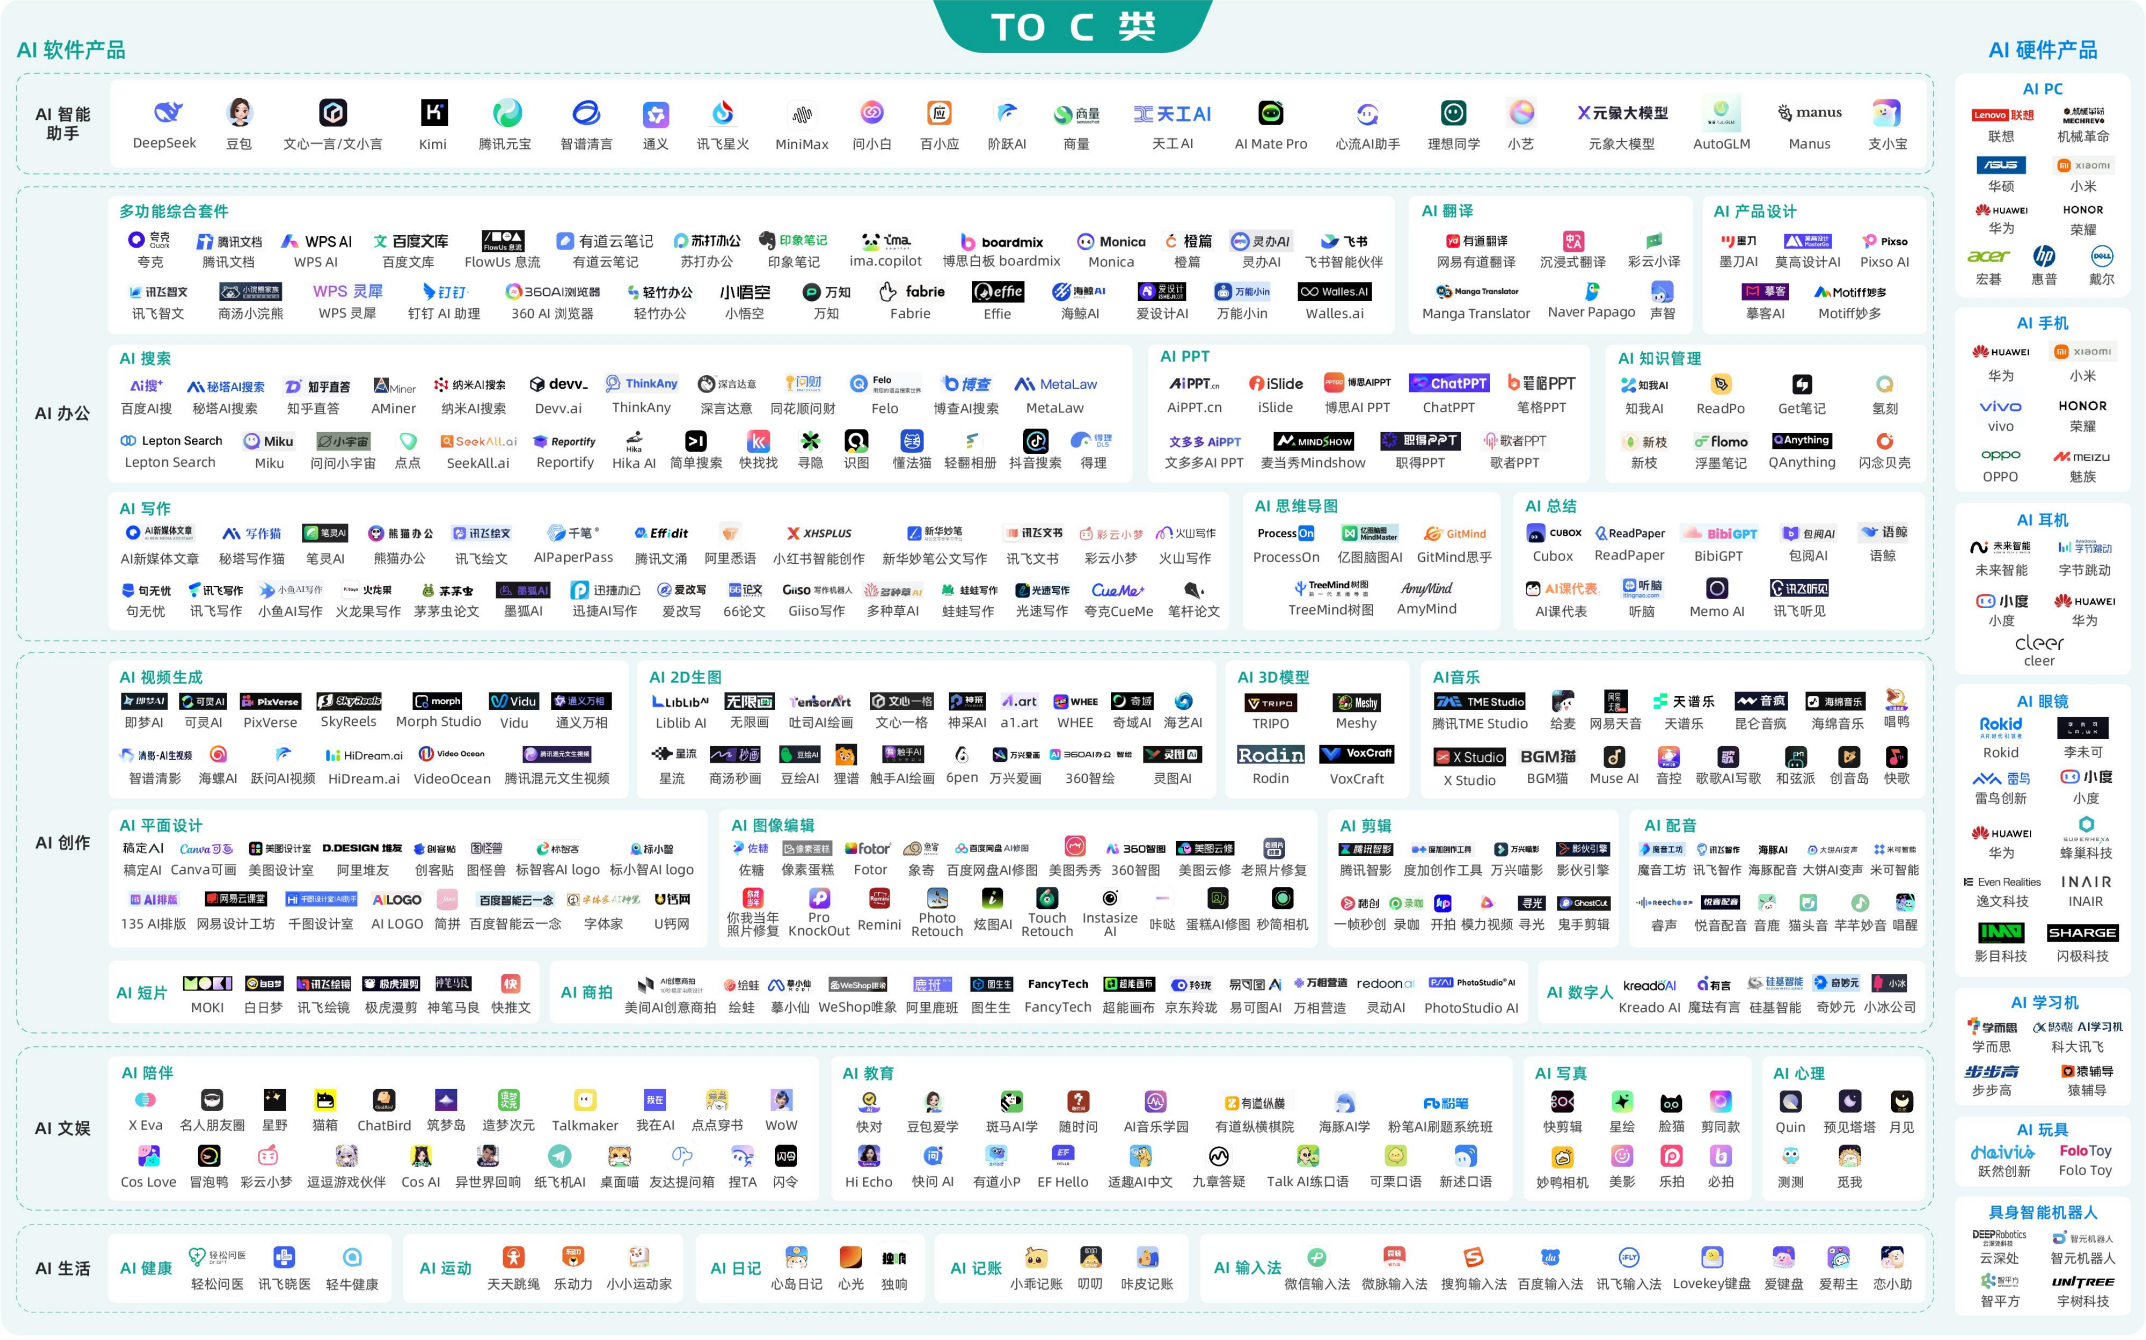 TO C 类
AI 软件产品
AI 智能助手
DeepSeek 豆包 文心一言/文小言 Kimi 腾讯元宝 智谱清言 通义 讯飞星火 MiniMax 问小白 百小应 阶跃AI 商量 天工AI AI Mate Pro 心流AI助手 理想同学 小艺 元象大模型 AutoGLM Manus 支小宝
AI 办公
多功能综合套件
夸克 腾讯文档 WPS AI 百度文库 FlowUs 息流 有道云笔记 苏打办公 印象笔记 ima.copilot 博思白板 boardmix Monica 橙篇 灵办AI 飞书智能伙伴
讯飞智文 商汤小浣熊 WPS 灵犀 钉钉 AI 助理 360 AI 浏览器 轻竹办公 小悟空 万知 Fabrie Effie 海鲸AI 爱设计AI 万能小in Walles.ai
AI 翻译
网易有道翻译 沉浸式翻译 彩云小译
Manga Translator Naver Papago 声智
AI 产品设计
墨刀AI 莫高设计AI Pixso AI
摹客AI Motiff妙多
AI 搜索
百度AI搜 秘塔AI搜索 知乎直答 AMiner 纳米AI搜索 Devv.ai ThinkAny 深言达意 同花顺问财 Felo 博查AI搜索 MetaLaw
Lepton Search Miku 问问小宇宙 点点 SeekAll.ai Reportify Hika AI 简单搜索 快找找 寻隐 识图 懂法猫 轻翻相册 抖音搜索 得理
AI PPT
AiPPT.cn iSlide 博思AI PPT ChatPPT 笔格PPT
文多多AI PPT 麦当秀Mindshow 职得PPT 歌者PPT
AI 知识管理
知我AI ReadPo Get笔记 氢刻
新枝 浮墨笔记 QAnything 闪念贝壳
AI 写作
AI新媒体文章 秘塔写作猫 笔灵AI 熊猫办公 讯飞绘文 AIPaperPass 腾讯文涌 阿里悉语 小红书智能创作 新华妙笔公文写作 讯飞文书 彩云小梦 火山写作
句无忧 讯飞写作 小鱼AI写作 火龙果写作 茅茅虫论文 墨狐AI 迅捷AI写作 爱改写 66论文 Giiso写作 多种草AI 蛙蛙写作 光速写作 夸克CueMe 笔杆论文
AI 思维导图
ProcessOn 亿图脑图AI GitMind思乎
TreeMind树图 AmyMind
AI 总结
Cubox ReadPaper BibiGPT 包阅AI 语鲸
AI课代表 听脑 Memo AI 讯飞听见
AI 创作
AI 视频生成
即梦AI 可灵AI PixVerse SkyReels Morph Studio Vidu 通义万相
智谱清影 海螺AI 跃问AI视频 HiDream.ai VideoOcean 腾讯混元文生视频
AI 2D生图
Liblib AI 无限画 吐司AI绘画 文心一格 神采AI a1.art WHEE 奇域AI 海艺AI
星流 商汤秒画 豆绘AI 狸谱 触手AI绘画 6pen 万兴爱画 360智绘 灵图AI
AI 3D模型
TRIPO Meshy
Rodin VoxCraft
AI音乐
腾讯TME Studio 给麦 网易天音 天谱乐 昆仑音疯 海绵音乐 唱鸭
X Studio BGM猫 Muse AI 音控 歌歌AI写歌 和弦派 创音岛 快歌
AI 平面设计
稿定AI Canva可画 美图设计室 阿里堆友 创客贴 图怪兽 标智客AI logo 标小智AI logo
135 AI排版 网易设计工坊 千图设计室 AI LOGO 简拼 百度智能云一念 字体家 U钙网
AI 图像编辑
佐糖 像素蛋糕 Fotor 象寄 百度网盘AI修图 美图秀秀 360智图 美图云修 老照片修复
你我当年照片修复 Pro KnockOut Remini Photo Retouch 炫图AI Touch Retouch Instasize AI 咔哒 蛋糕AI修图 秒简相机
AI 剪辑
腾讯智影 度加创作工具 万兴喵影 影伙引擎
一帧秒创 录咖 开拍 模力视频 寻光 鬼手剪辑
AI 配音
魔音工坊 讯飞智作 海豚配音 大饼AI变声 米可智能
睿声 悦音配音 音鹿 猫头音 芊芊妙音 唱醒
AI 短片
MOKI 白日梦 讯飞绘镜 极虎漫剪 神笔马良 快推文
AI 商拍
美间AI创意商拍 绘蛙 摹小仙 WeShop唯象 阿里鹿班 图生生 FancyTech 超能画布 京东羚珑 易可图AI 万相营造 灵动AI PhotoStudio AI
AI 数字人
Kreado AI 魔珐有言 硅基智能 奇妙元 小冰公司
AI 文娱
AI 陪伴
X Eva 名人朋友圈 星野 猫箱 ChatBird 筑梦岛 造梦次元 Talkmaker 我在AI 点点穿书 WoW
Cos Love 冒泡鸭 彩云小梦 逗逗游戏伙伴 Cos AI 异世界回响 纸飞机AI 桌面喵 友达提问箱 捏TA 闪令
AI 教育
快对 豆包爱学 斑马AI学 随时问 AI音乐学园 有道纵横棋院 海豚AI学 粉笔AI刷题系统班
Hi Echo 快问 AI 有道小P EF Hello 适趣AI中文 九章答疑 Talk AI练口语 可栗口语 新述口语
AI 写真
快剪辑 星绘 脸猫 剪同款
妙鸭相机 美影 乐拍 必拍
AI 心理
Quin 预见塔塔 月见
测测 觅我
AI 生活
AI 健康
轻松问医 讯飞晓医 轻牛健康
AI 运动
天天跳绳 乐动力 小小运动家
AI 日记
心岛日记 心光 独响
AI 记账
小乖记账 叨叨 咔皮记账
AI 输入法
微信输入法 微脉输入法 搜狗输入法 百度输入法 讯飞输入法 Lovekey键盘 爱键盘 爱帮主 恋小助
AI 硬件产品
AI PC
联想 机械革命
华硕 小米
华为 荣耀
宏碁 惠普 戴尔
AI 手机
华为 小米
vivo 荣耀
OPPO 魅族
AI 耳机
未来智能 字节跳动
小度 华为
cleer
AI 眼镜
Rokid 李未可
雷鸟创新 小度
华为 蜂巢科技
逸文科技 INAIR
影目科技 闪极科技
AI 学习机
学而思 科大讯飞
步步高 猿辅导
AI 玩具
跃然创新 Folo Toy
具身智能机器人
云深处 智元机器人
智平方 宇树科技